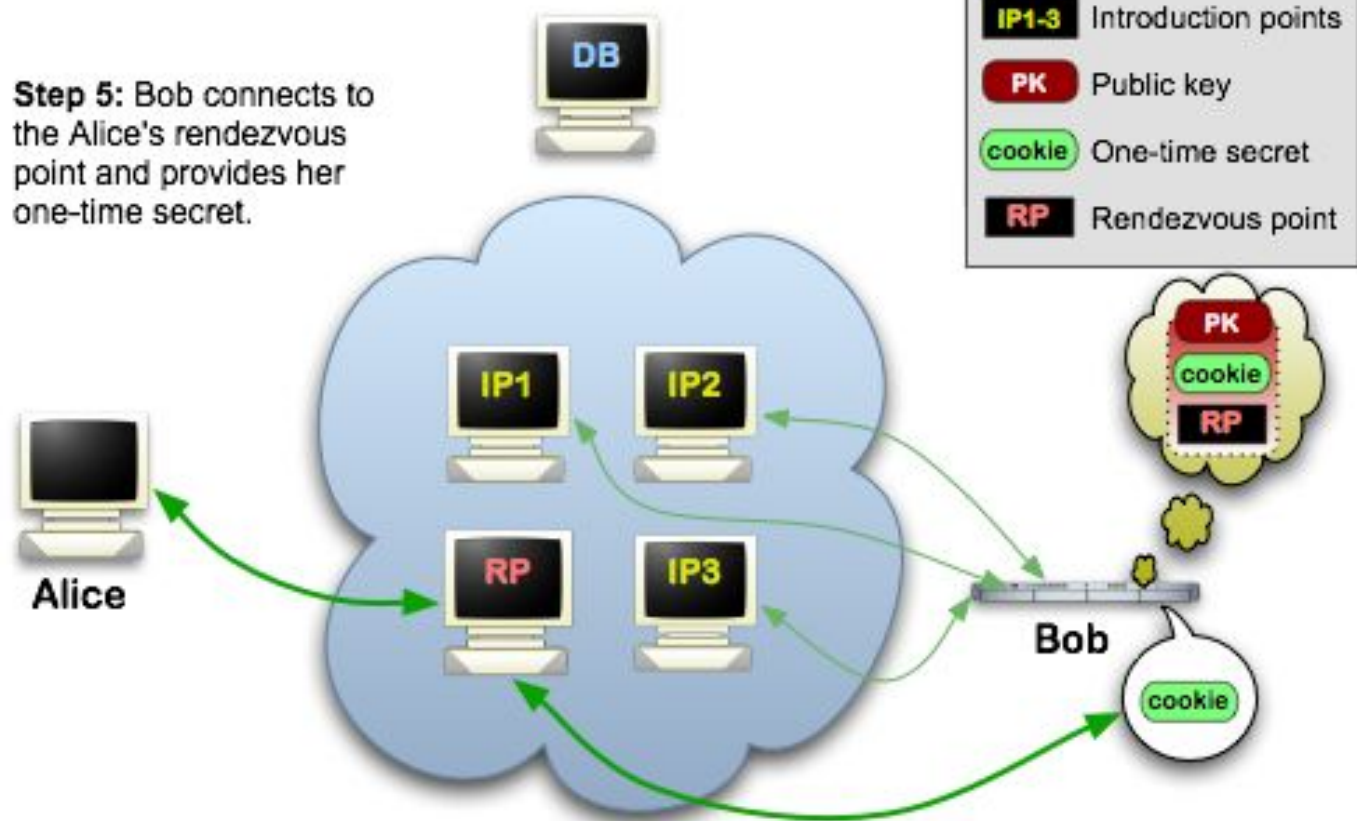 Step 5: Bob connects to
the Alice's rendezvous
point and provides her
one-time secret.
DB
IP1-3 Introduction points
PK Public key
cookie One-time secret
RP Rendezvous point
PK
cookie
RP
IP1
IP2
RP
IP3
Alice
Bob
cookie